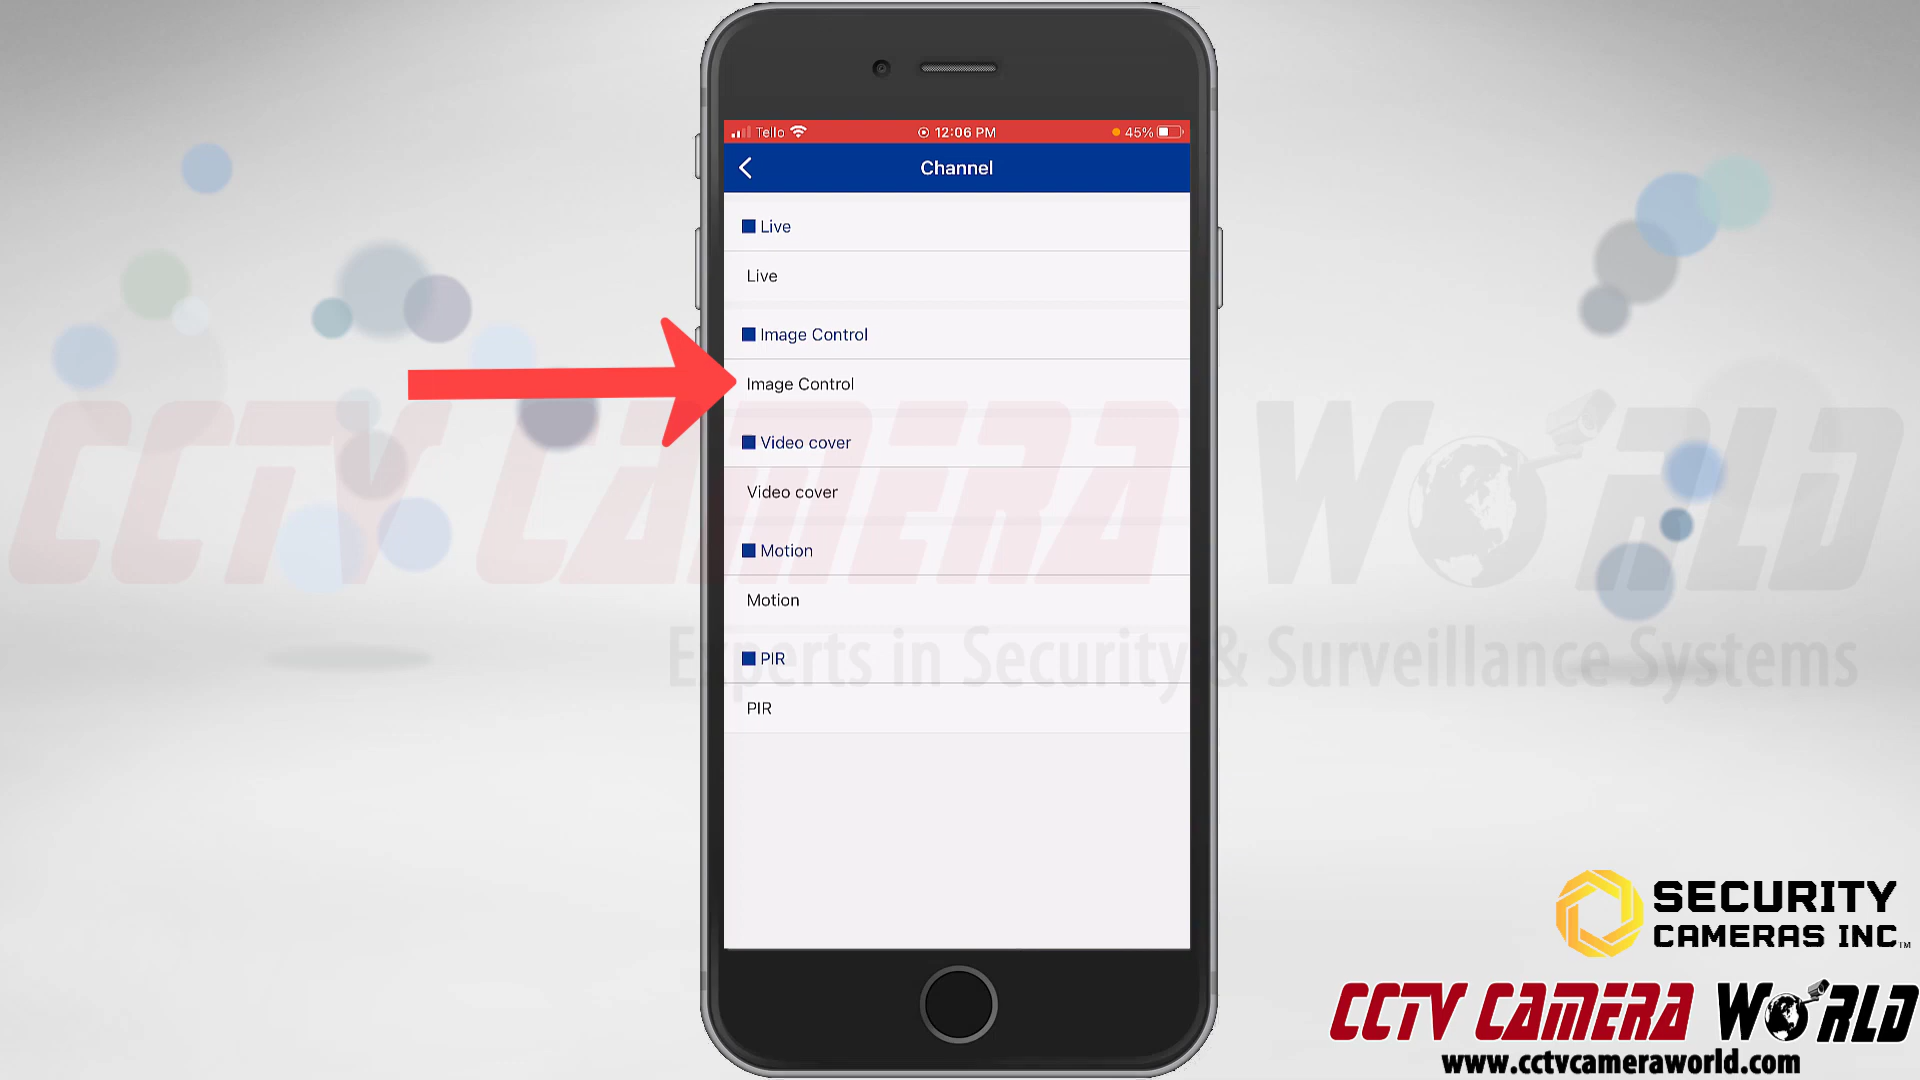 Tello 12:06 PM 45%
Channel
Live
Live
Image Control
Image Control
Video cover
Video cover
Motion
Motion
PIR
PIR
CCTV CAMERA WORLD
Experts in Security & Surveillance Systems
SECURITY
CAMERAS INC.™
CCTV CAMERA WORLD
www.cctvcameraworld.com